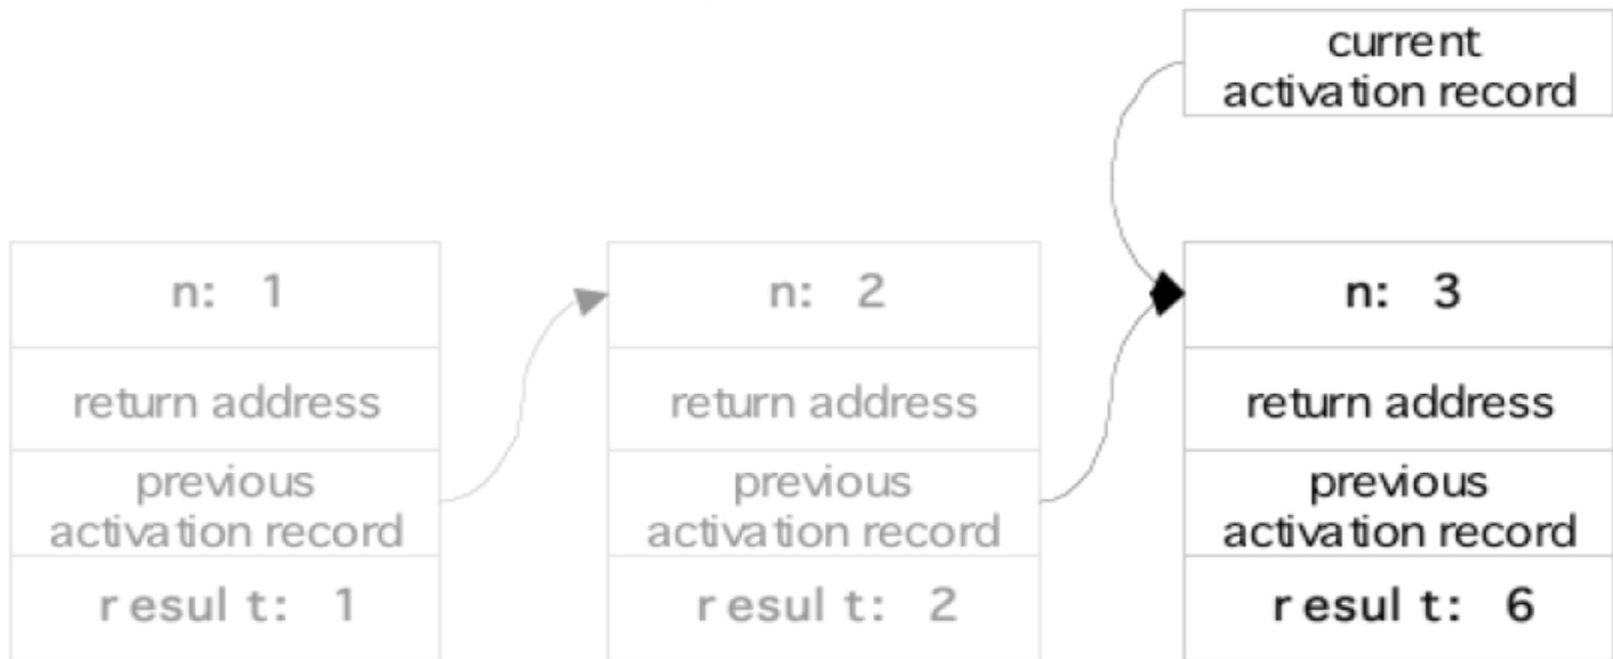 current
activation record
n: 1
return address
previous
activation record
result: 1
n: 2
return address
previous
activation record
result: 2
n: 3
return address
previous
activation record
result: 6